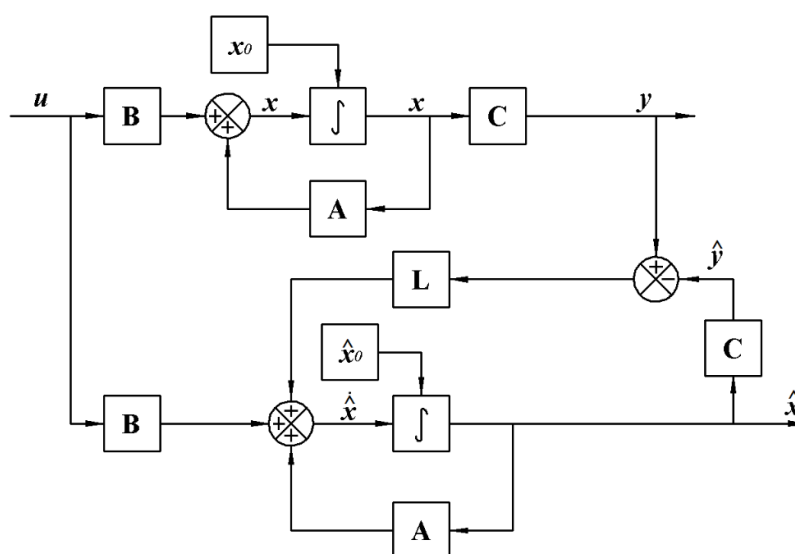 x₀
u B + + x ∫ x C y
A
L + − ŷ
x̂₀ C
B + + + x̂̇ ∫ x̂
A